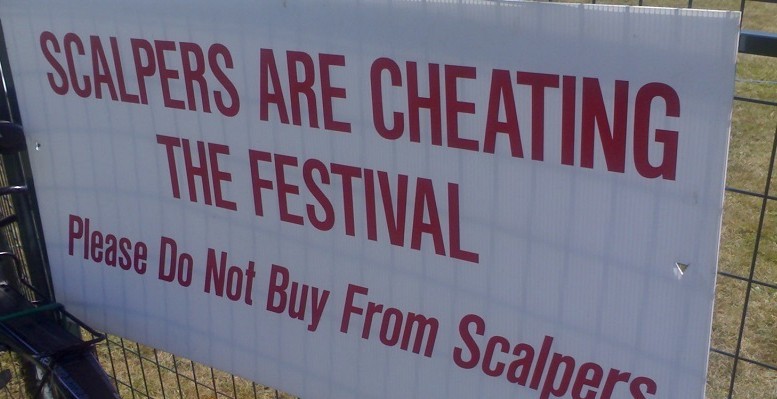 SCALPERS ARE CHEATING
THE FESTIVAL
Please Do Not Buy From Scalpers